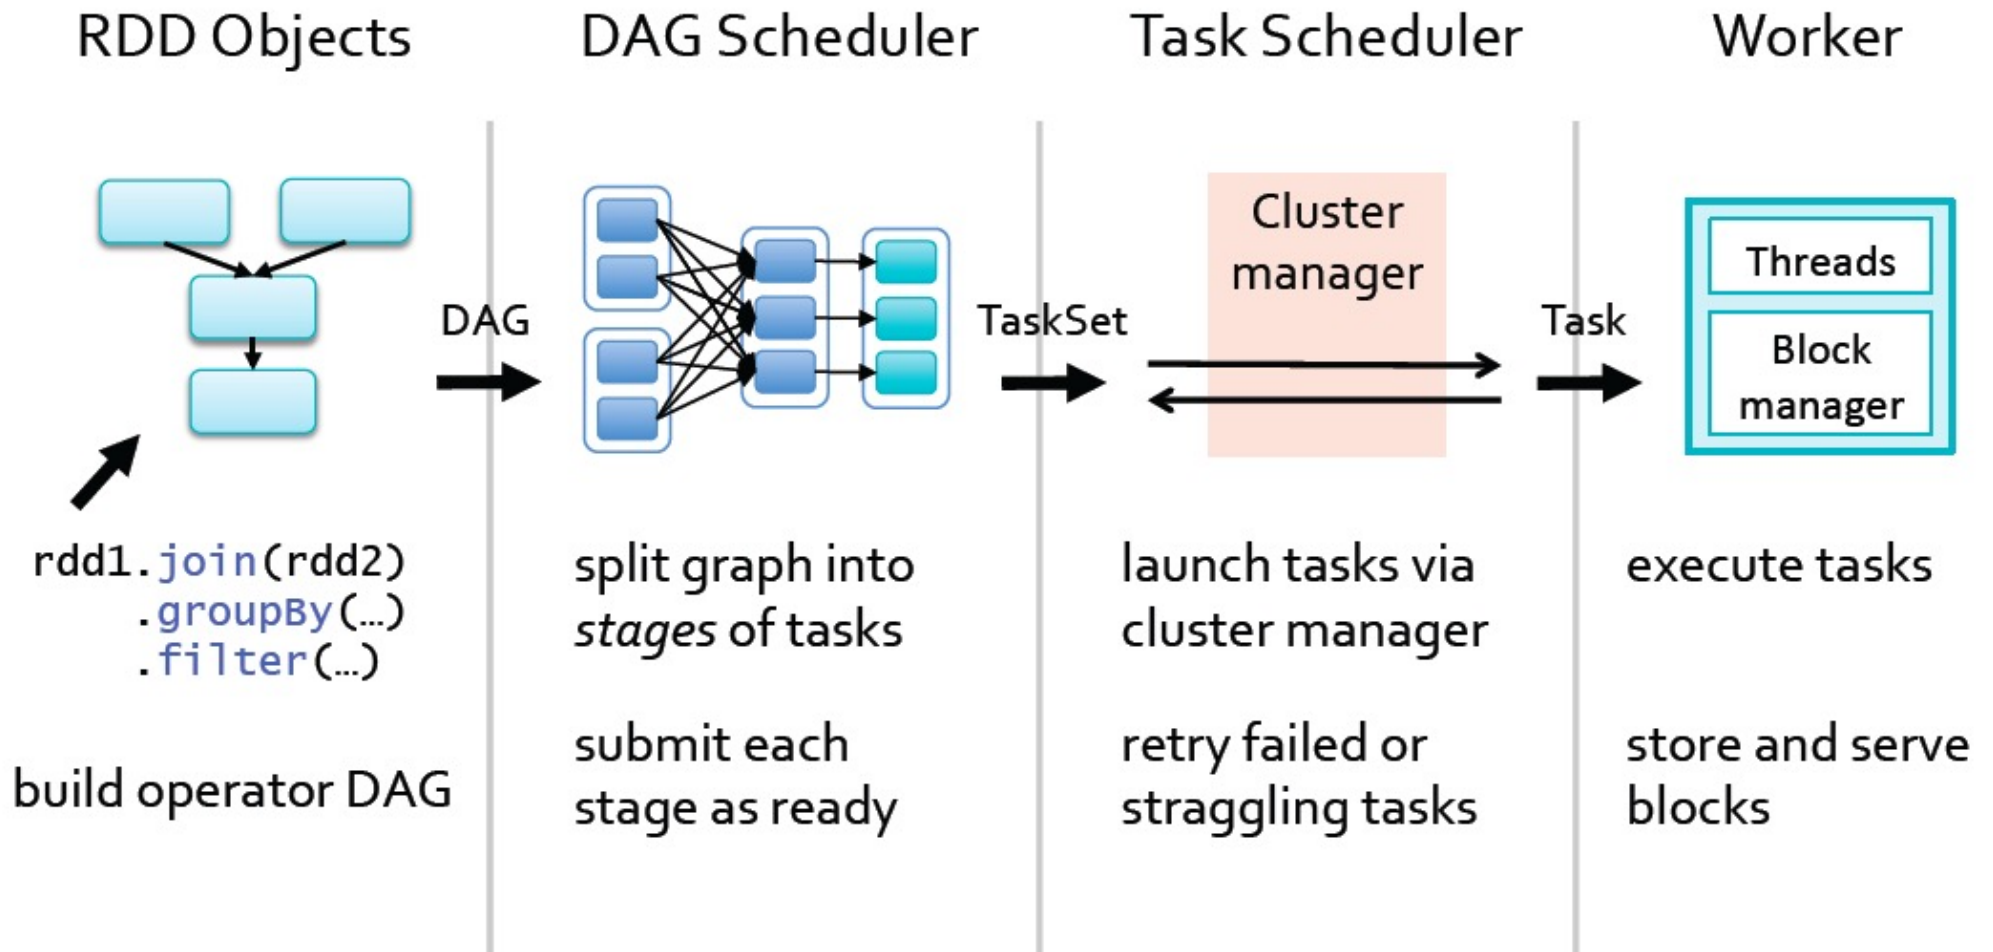 RDD Objects
DAG Scheduler
Task Scheduler
Worker
DAG
TaskSet
Cluster
manager
Task
Threads
Block
manager
rdd1.join(rdd2)
.groupBy(…)
.filter(…)
build operator DAG
split graph into
stages of tasks
submit each
stage as ready
launch tasks via
cluster manager
retry failed or
straggling tasks
execute tasks
store and serve
blocks